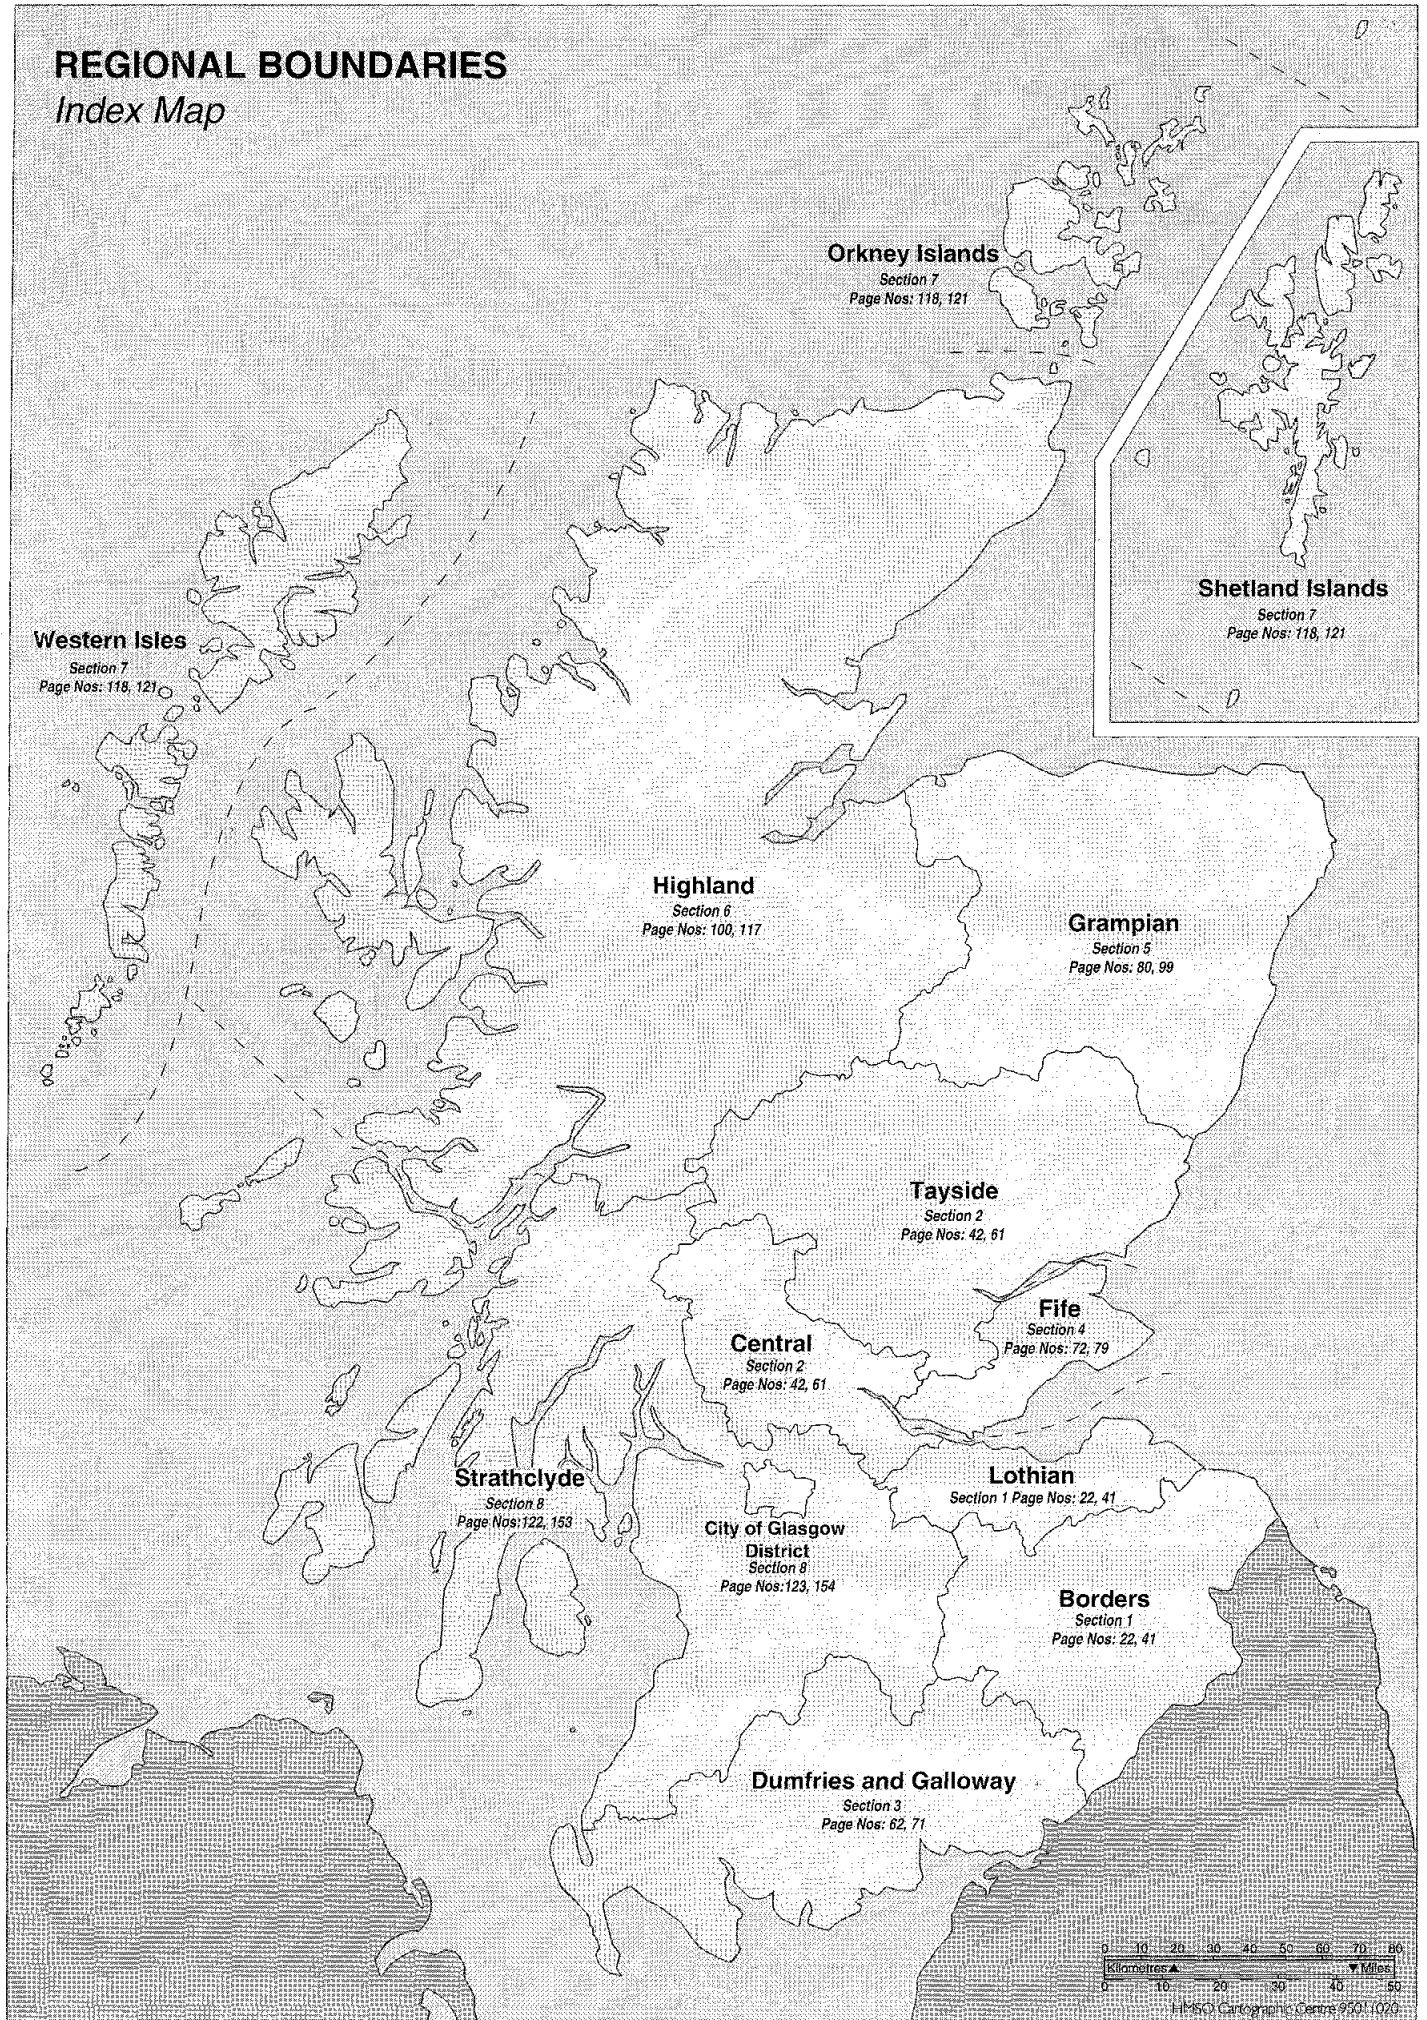 REGIONAL BOUNDARIES
Index Map
Orkney Islands
Section 7
Page Nos: 118, 121
Shetland Islands
Section 7
Page Nos: 118, 121
Western Isles
Section 7
Page Nos: 118, 121
Highland
Section 6
Page Nos: 100, 117
Grampian
Section 5
Page Nos: 80, 99
Tayside
Section 2
Page Nos: 42, 61
Fife
Section 4
Page Nos: 72, 79
Central
Section 2
Page Nos: 42, 61
Strathclyde
Section 8
Page Nos:122, 153
Lothian
Section 1 Page Nos: 22, 41
City of Glasgow
District
Section 8
Page Nos:123, 154
Borders
Section 1
Page Nos: 22, 41
Dumfries and Galloway
Section 3
Page Nos: 62, 71
0 10 20 30 40 50 60 70 80
Kilometres▲ ▼Miles
0 10 20 30 40 50
HMSO Cartographic Centre